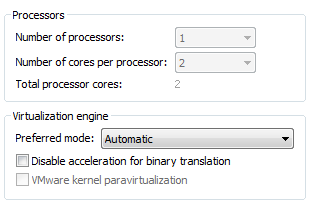 Processors
Number of processors: 1
Number of cores per processor: 2
Total processor cores: 2
Virtualization engine
Preferred mode: Automatic
Disable acceleration for binary translation
VMware kernel paravirtualization